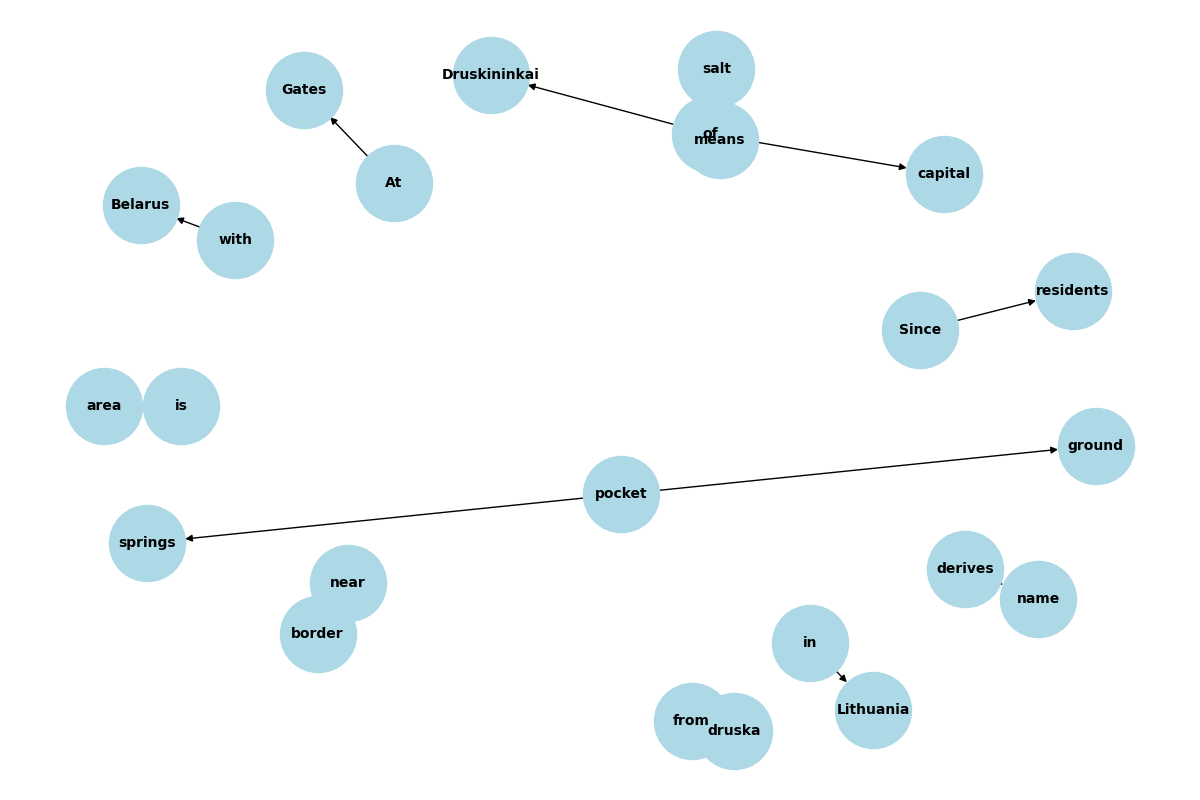 salt
Druskininkai
Gates
of
means
capital
At
Belarus
with
residents
Since
area
is
ground
pocket
springs
derives
near
name
border
in
Lithuania
from
druska